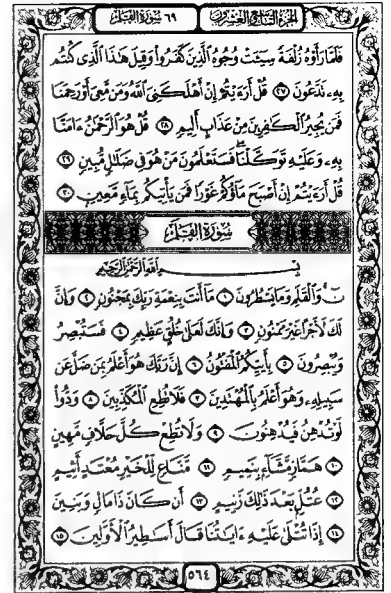 الجزء التاسع والعشرون
٦٩ سورة القلم
فَلَمَّا رَأَوْهُ زُلْفَةً سِيٓـَٔتْ وُجُوهُ ٱلَّذِينَ كَفَرُوا۟ وَقِيلَ هَٰذَا ٱلَّذِى كُنتُم
بِهِۦ تَدَّعُونَ ٢٧ قُلْ أَرَءَيْتُمْ إِنْ أَهْلَكَنِىَ ٱللَّهُ وَمَن مَّعِىَ أَوْ رَحِمَنَا
فَمَن يُجِيرُ ٱلْكَٰفِرِينَ مِنْ عَذَابٍ أَلِيمٍ ٢٨ قُلْ هُوَ ٱلرَّحْمَٰنُ ءَامَنَّا
بِهِۦ وَعَلَيْهِ تَوَكَّلْنَا ۖ فَسَتَعْلَمُونَ مَنْ هُوَ فِى ضَلَٰلٍ مُّبِينٍ ٢٩
قُلْ أَرَءَيْتُمْ إِنْ أَصْبَحَ مَآؤُكُمْ غَوْرًا فَمَن يَأْتِيكُم بِمَآءٍ مَّعِينٍۭ ٣٠
سورة القلم
بِسْمِ ٱللَّهِ ٱلرَّحْمَٰنِ ٱلرَّحِيمِ
نٓ ۚ وَٱلْقَلَمِ وَمَا يَسْطُرُونَ ١ مَآ أَنتَ بِنِعْمَةِ رَبِّكَ بِمَجْنُونٍ ٢ وَإِنَّ
لَكَ لَأَجْرًا غَيْرَ مَمْنُونٍ ٣ وَإِنَّكَ لَعَلَىٰ خُلُقٍ عَظِيمٍ ٤ فَسَتُبْصِرُ
وَيُبْصِرُونَ ٥ بِأَييِّكُمُ ٱلْمَفْتُونُ ٦ إِنَّ رَبَّكَ هُوَ أَعْلَمُ بِمَن ضَلَّ عَن
سَبِيلِهِۦ وَهُوَ أَعْلَمُ بِٱلْمُهْتَدِينَ ٧ فَلَا تُطِعِ ٱلْمُكَذِّبِينَ ٨ وَدُّوا۟
لَوْ تُدْهِنُ فَيُدْهِنُونَ ٩ وَلَا تُطِعْ كُلَّ حَلَّافٍ مَّهِينٍ
١٠ هَمَّازٍ مَّشَّآءٍۭ بِنَمِيمٍ ١١ مَّنَّاعٍ لِّلْخَيْرِ مُعْتَدٍ أَثِيمٍ
١٢ عُتُلٍّۭ بَعْدَ ذَٰلِكَ زَنِيمٍ ١٣ أَن كَانَ ذَا مَالٍ وَبَنِينَ
١٤ إِذَا تُتْلَىٰ عَلَيْهِ ءَايَٰتُنَا قَالَ أَسَٰطِيرُ ٱلْأَوَّلِينَ ١٥
٥٦٤